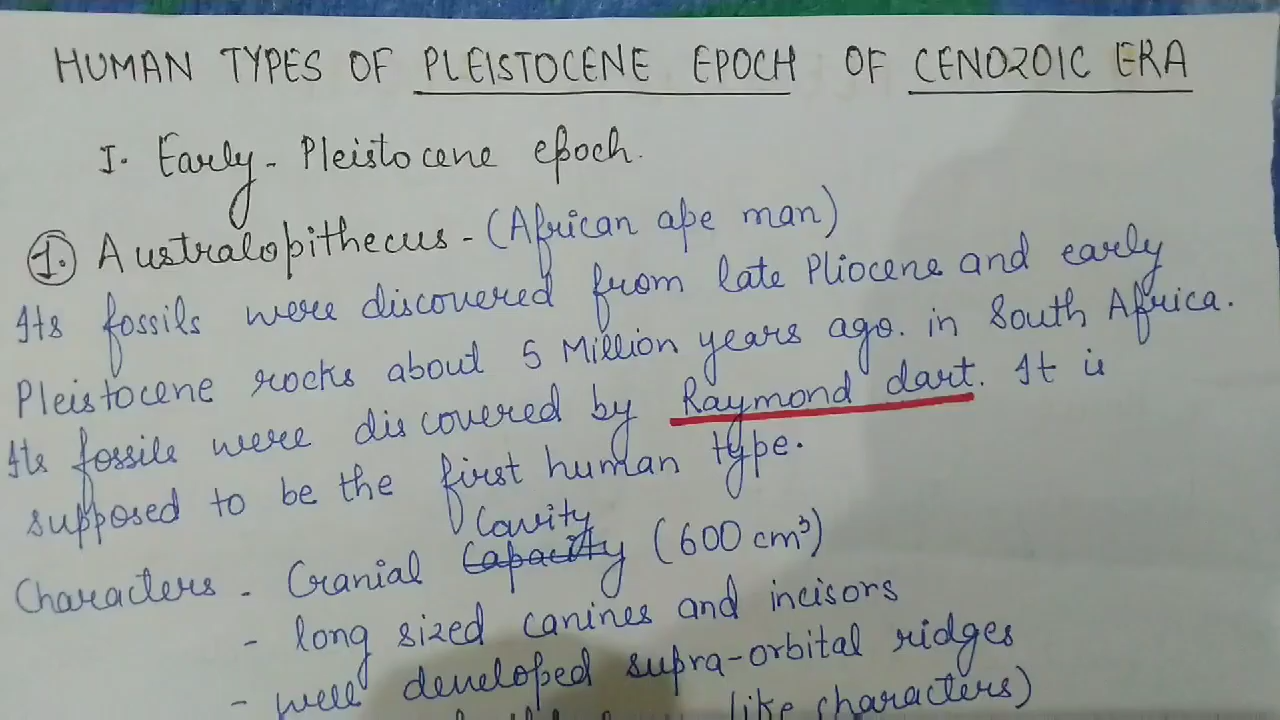 HUMAN TYPES OF PLEISTOCENE EPOCH OF CENOZOIC ERA
I. Early - Pleistocene epoch.
1. Australopithecus - (African ape man)
Its fossils were discovered from late Pliocene and early
Pleistocene rocks about 5 Million years ago. in South Africa.
Its fossils were discovered by Raymond dart. It is
supposed to be the first human type.
Characters - Cranial Capacity Cavity (600 cm³)
- long sized canines and incisors
- well developed supra-orbital ridges
like characters)